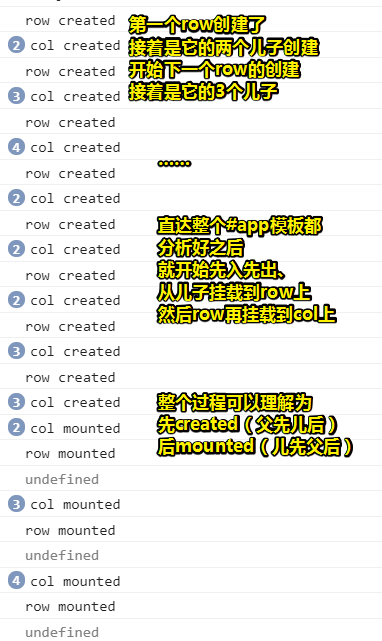 row created
第一个row创建了
2 col created
接着是它的两个儿子创建
row created
开始下一个row的创建
3 col created
接着是它的3个儿子
row created
4 col created
……
row created
2 col created
row created
直达整个#app模板都
2 col created
分析好之后
row created
就开始先入先出、
2 col created
从儿子挂载到row上
row created
然后row再挂载到col上
3 col created
row created
3 col created
整个过程可以理解为
2 col mounted
先created（父先儿后）
row mounted
后mounted（儿先父后）
undefined
3 col mounted
row mounted
undefined
4 col mounted
row mounted
undefined